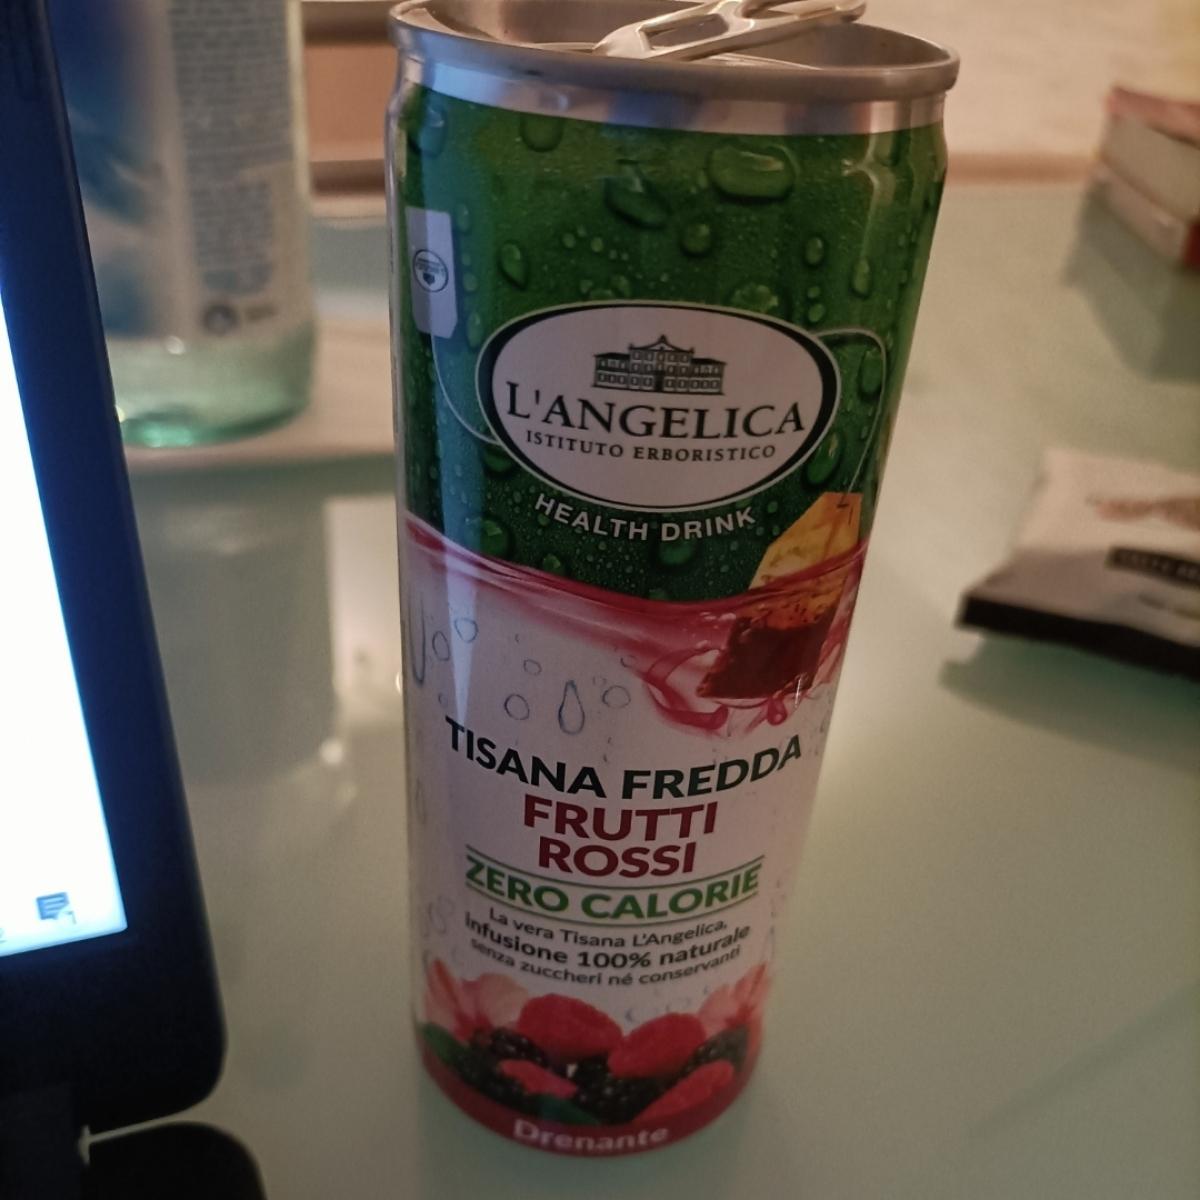 L'ANGELICA
ISTITUTO ERBORISTICO
HEALTH DRINK
TISANA FREDDA
FRUTTI
ROSSI
ZERO CALORIE
La vera Tisana L'Angelica,
infusione 100% naturale
senza zuccheri né conservanti
Drenante